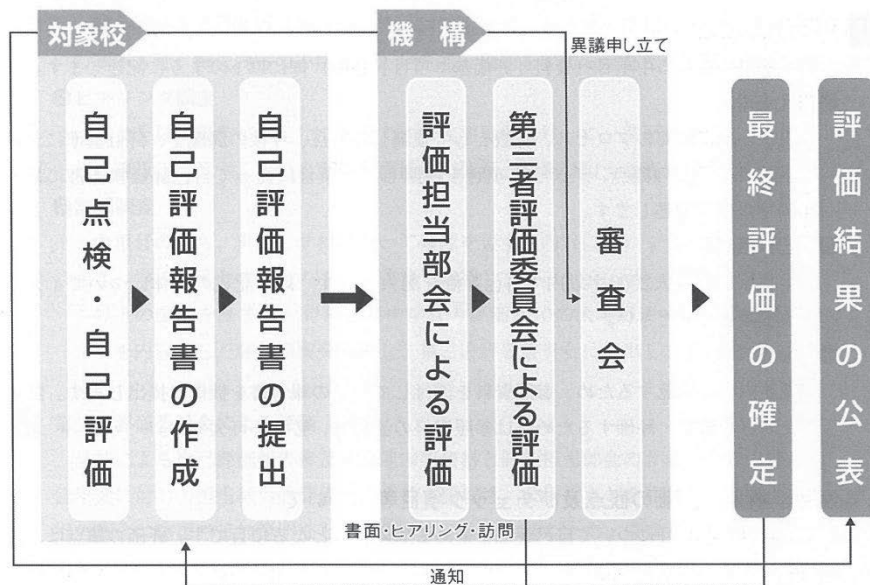 対象校
自己点検・自己評価
自己評価報告書の作成
自己評価報告書の提出
機 構
異議申し立て
評価担当部会による評価
第三者評価委員会による評価
審査会
最終評価の確定
評価結果の公表
書面・ヒアリング・訪問
通知